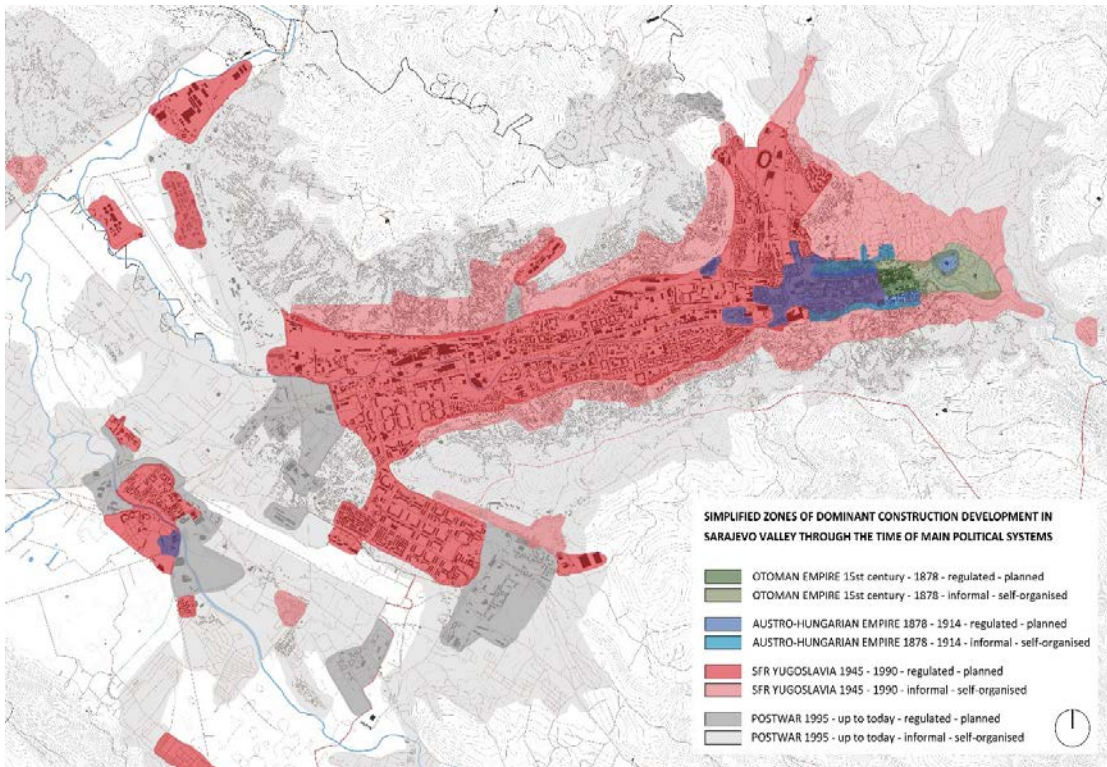 SIMPLIFIED ZONES OF DOMINANT CONSTRUCTION DEVELOPMENT IN
SARAJEVO VALLEY THROUGH THE TIME OF MAIN POLITICAL SYSTEMS
OTOMAN EMPIRE 15st century - 1878 - regulated - planned
OTOMAN EMPIRE 15st century - 1878 - informal - self-organised
AUSTRO-HUNGARIAN EMPIRE 1878 - 1914 - regulated - planned
AUSTRO-HUNGARIAN EMPIRE 1878 - 1914 - informal - self-organised
SFR YUGOSLAVIA 1945 - 1990 - regulated - planned
SFR YUGOSLAVIA 1945 - 1990 - informal - self-organised
POSTWAR 1995 - up to today - regulated - planned
POSTWAR 1995 - up to today - informal - self-organised